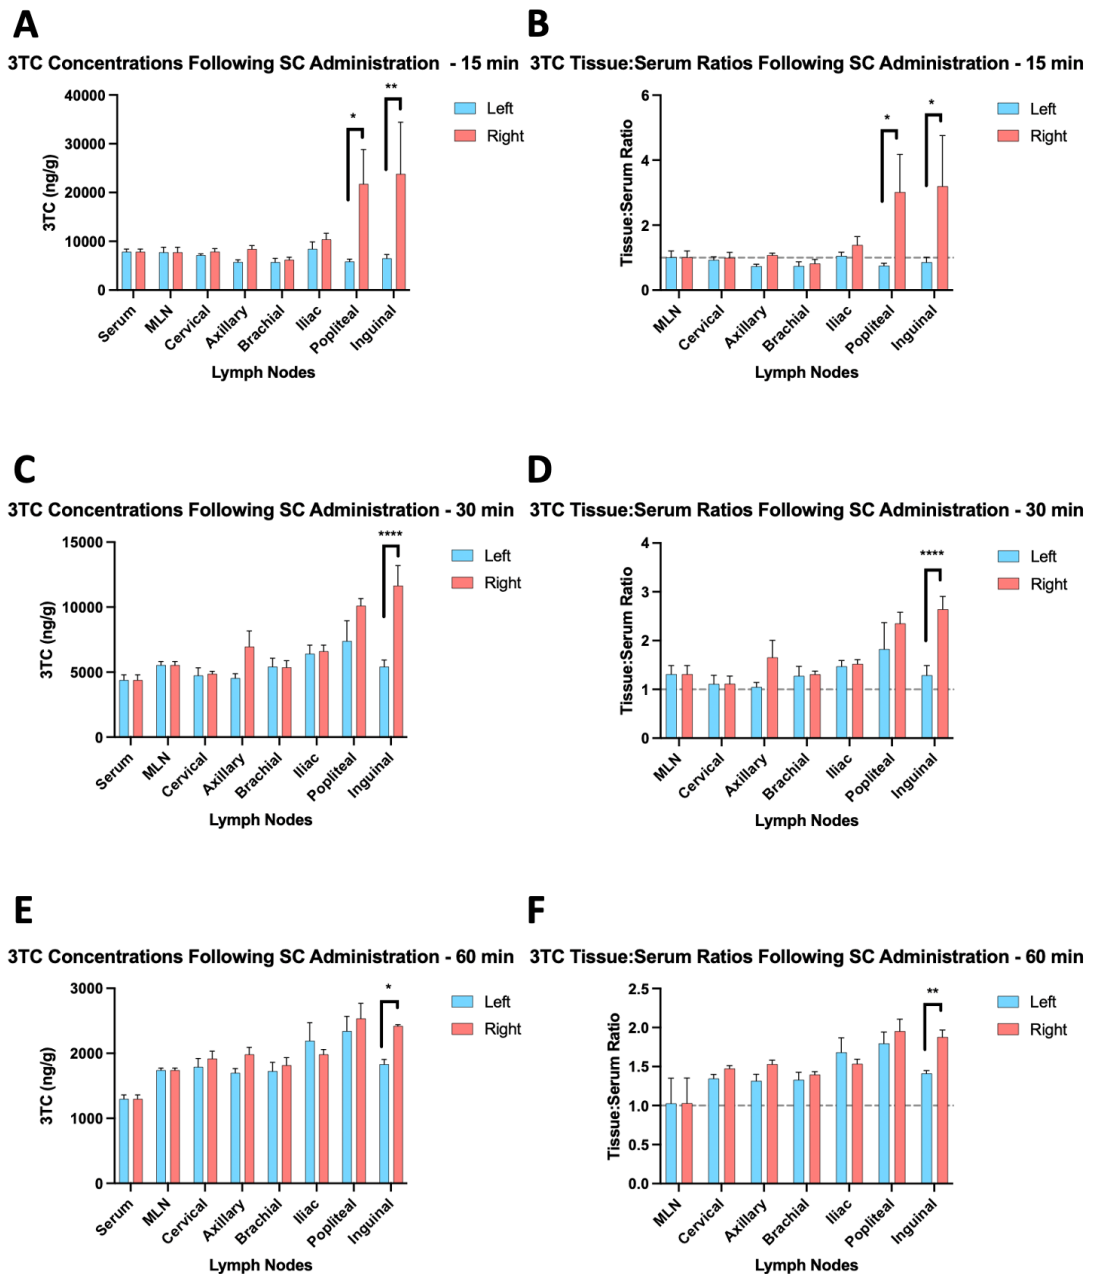 A
B
3TC Concentrations Following SC Administration - 15 min
3TC Tissue:Serum Ratios Following SC Administration - 15 min
40000
30000
20000
10000
0
3TC (ng/g)
*
**
Left
Right
Serum
MLN
Cervical
Axillary
Brachial
Iliac
Popliteal
Inguinal
Lymph Nodes
6
4
2
0
Tissue:Serum Ratio
*
*
Left
Right
MLN
Cervical
Axillary
Brachial
Iliac
Popliteal
Inguinal
Lymph Nodes
C
D
3TC Concentrations Following SC Administration - 30 min
3TC Tissue:Serum Ratios Following SC Administration - 30 min
15000
10000
5000
0
3TC (ng/g)
****
Left
Right
Serum
MLN
Cervical
Axillary
Brachial
Iliac
Popliteal
Inguinal
Lymph Nodes
4
3
2
1
0
Tissue:Serum Ratio
****
Left
Right
MLN
Cervical
Axillary
Brachial
Iliac
Popliteal
Inguinal
Lymph Nodes
E
F
3TC Concentrations Following SC Administration - 60 min
3TC Tissue:Serum Ratios Following SC Administration - 60 min
3000
2000
1000
0
3TC (ng/g)
*
Left
Right
Serum
MLN
Cervical
Axillary
Brachial
Iliac
Popliteal
Inguinal
Lymph Nodes
2.5
2.0
1.5
1.0
0.5
0.0
Tissue:Serum Ratio
**
Left
Right
MLN
Cervical
Axillary
Brachial
Iliac
Popliteal
Inguinal
Lymph Nodes